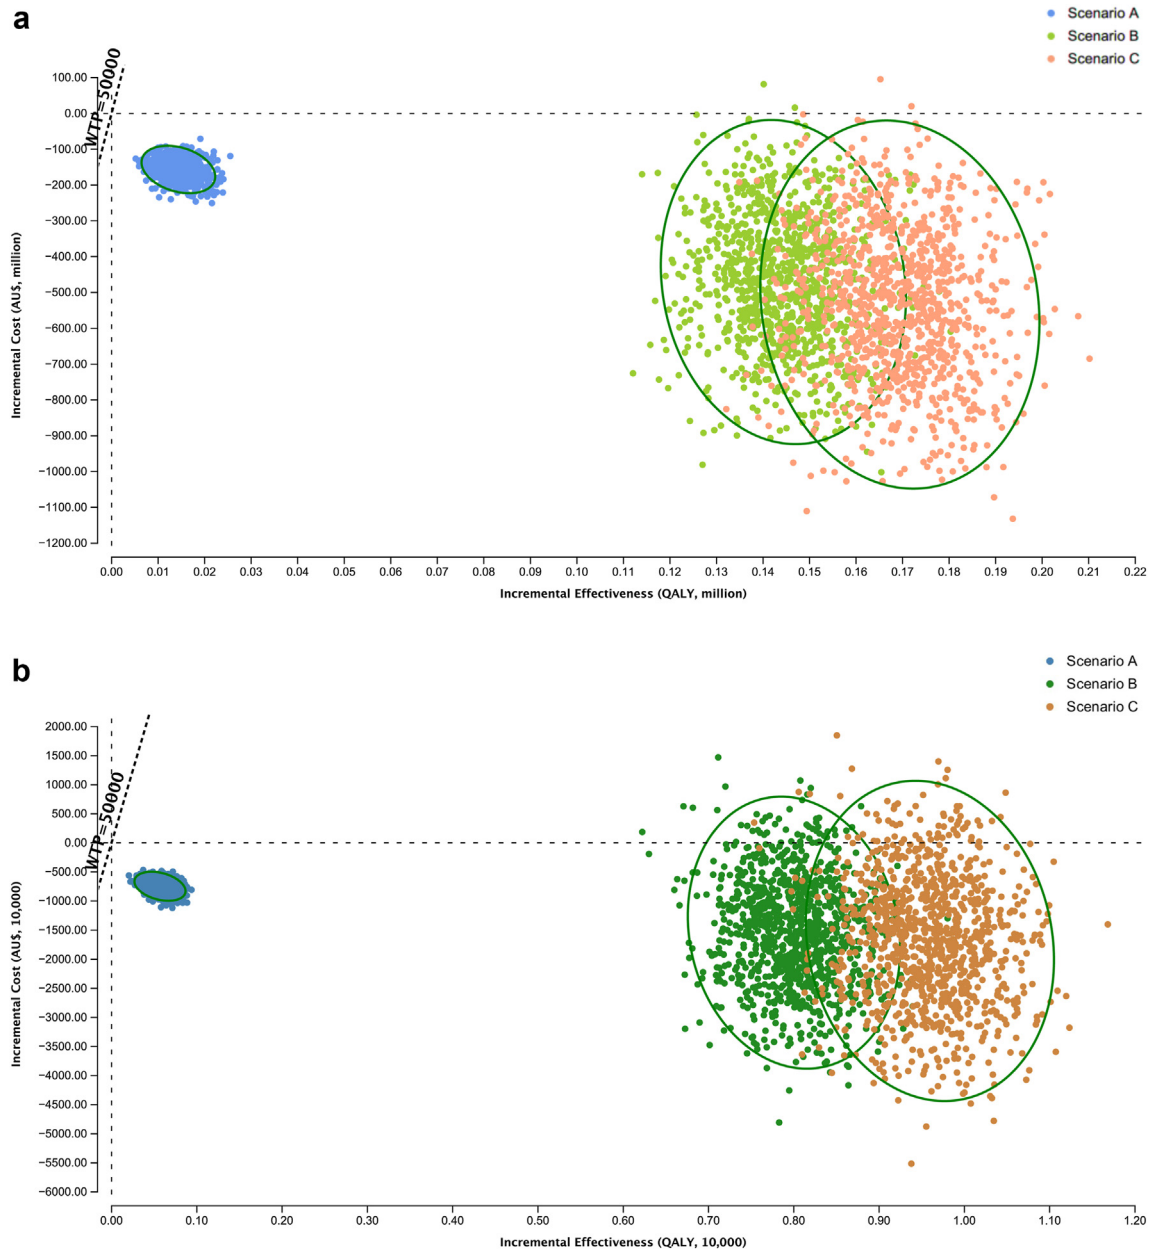 a
Scenario A
Scenario B
Scenario C
WTP=50000
100.00
0.00
−100.00
−200.00
−300.00
−400.00
−500.00
−600.00
−700.00
−800.00
−900.00
−1000.00
−1100.00
−1200.00
Incremental Cost (AU$, million)
0.00 0.01 0.02 0.03 0.04 0.05 0.06 0.07 0.08 0.09 0.10 0.11 0.12 0.13 0.14 0.15 0.16 0.17 0.18 0.19 0.20 0.21 0.22
Incremental Effectiveness (QALY, million)
b
Scenario A
Scenario B
Scenario C
WTP=50000
2000.00
1500.00
1000.00
500.00
0.00
−500.00
−1000.00
−1500.00
−2000.00
−2500.00
−3000.00
−3500.00
−4000.00
−4500.00
−5000.00
−5500.00
−6000.00
Incremental Cost (AU$, 10,000)
0.00 0.10 0.20 0.30 0.40 0.50 0.60 0.70 0.80 0.90 1.00 1.10 1.20
Incremental Effectiveness (QALY, 10,000)